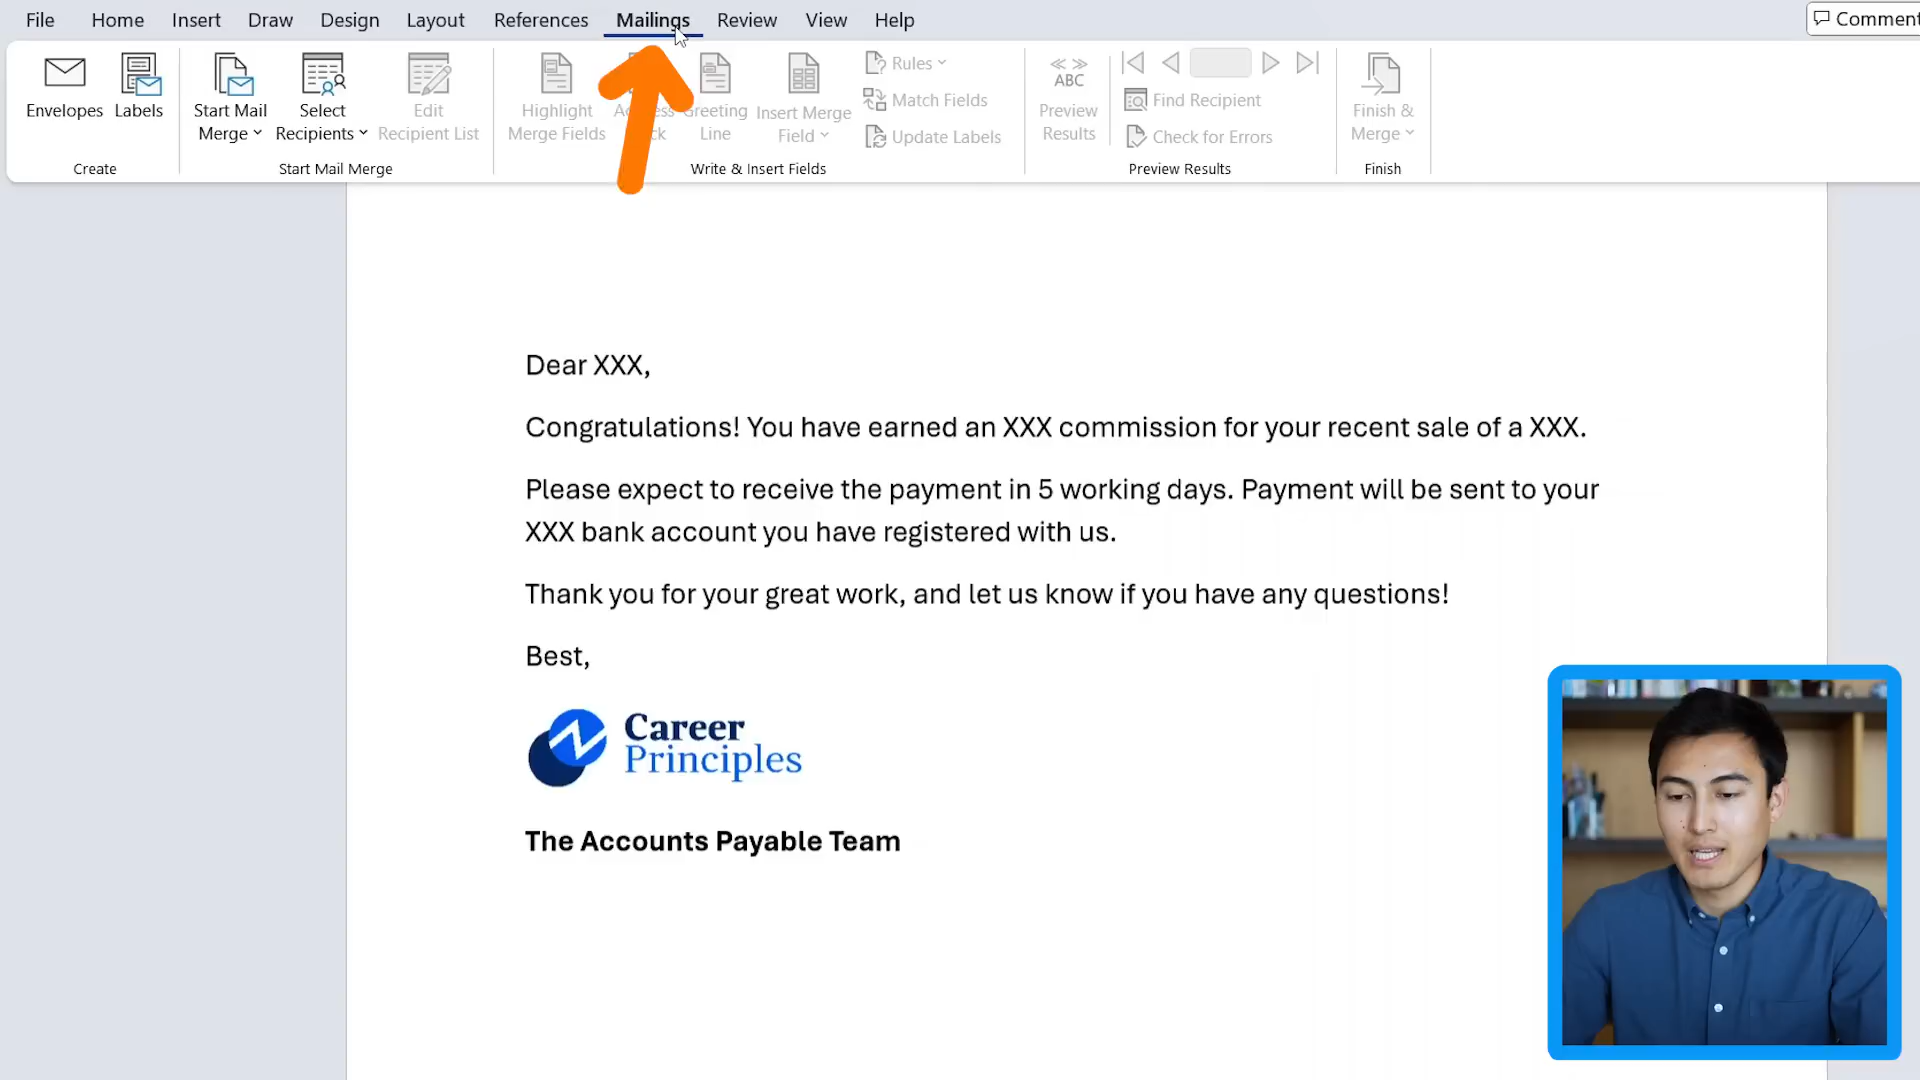 File Home Insert Draw Design Layout References Mailings Review View Help Comment
Envelopes Labels
Create
Start Mail Merge Select Recipients Edit Recipient List
Start Mail Merge
Highlight Merge Fields Greeting Line Insert Merge Field Rules Match Fields Update Labels
Write & Insert Fields
ABC Preview Results Find Recipient Check for Errors
Preview Results
Finish & Merge
Finish
Dear XXX,
Congratulations! You have earned an XXX commission for your recent sale of a XXX.
Please expect to receive the payment in 5 working days. Payment will be sent to your
XXX bank account you have registered with us.
Thank you for your great work, and let us know if you have any questions!
Best,
Career
Principles
The Accounts Payable Team